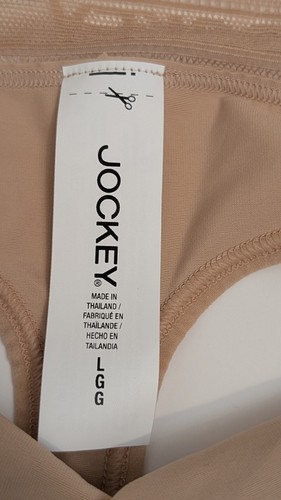 JOCKEY®
MADE IN
THAILAND /
FABRIQUÉ EN
THAÏLANDE /
HECHO EN
TAILANDIA
L
G
G